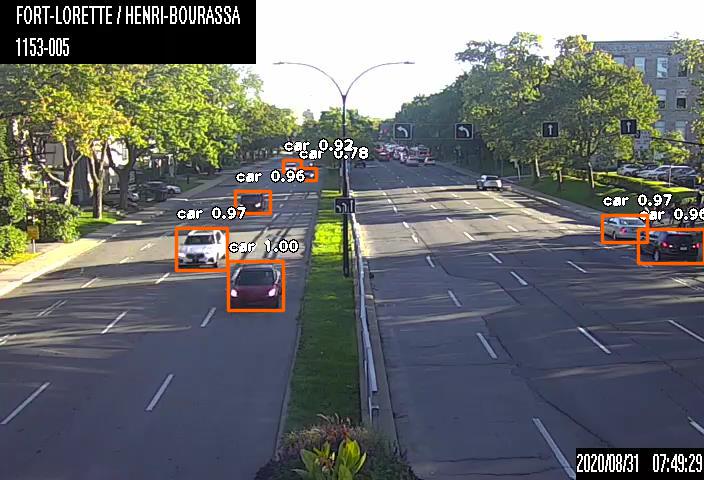 FORT-LORETTE / HENRI-BOURASSA
1153-005
car 0.92
car 0.78
car 0.96
car 0.97
car 1.00
car 0.97
car 0.96
2020/08/31 07:49:29